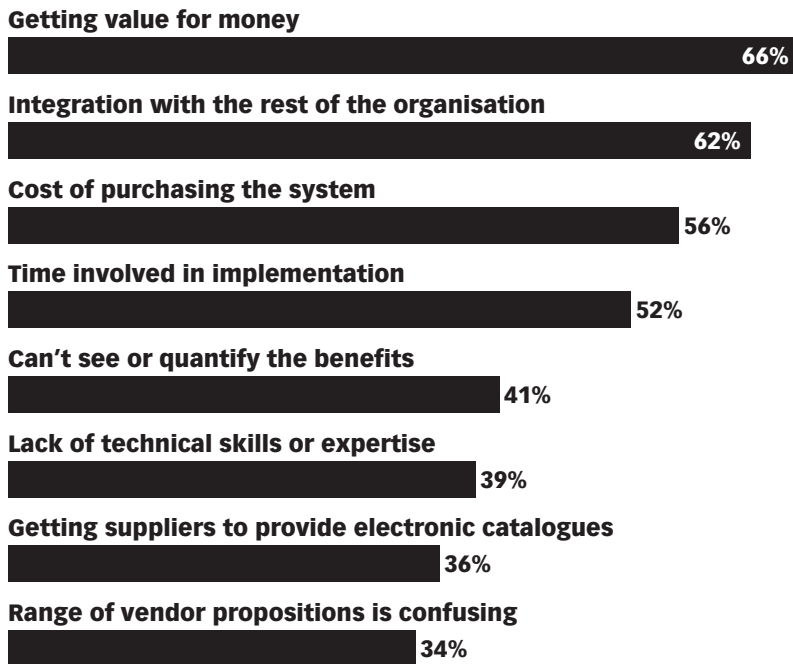 Getting value for money
66%
Integration with the rest of the organisation
62%
Cost of purchasing the system
56%
Time involved in implementation
52%
Can’t see or quantify the benefits
41%
Lack of technical skills or expertise
39%
Getting suppliers to provide electronic catalogues
36%
Range of vendor propositions is confusing
34%